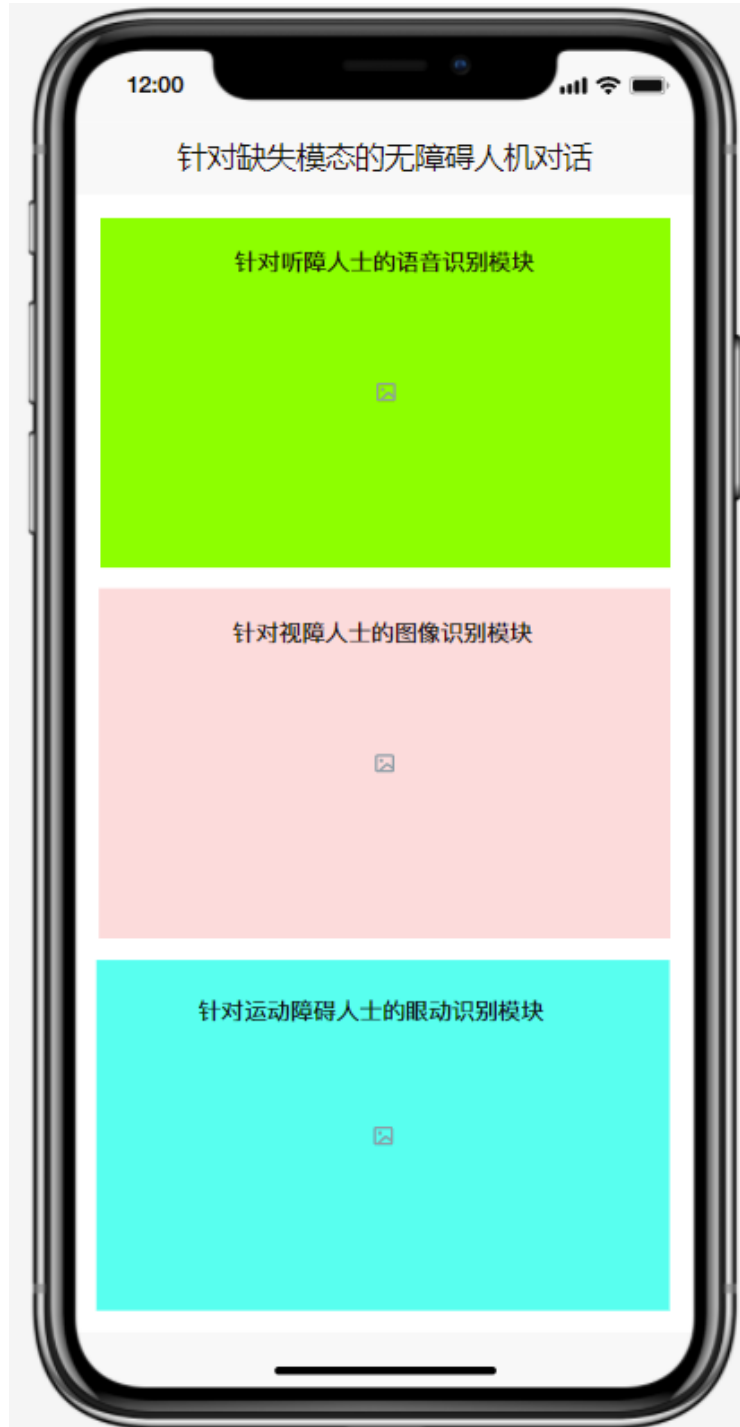 12:00
针对缺失模态的无障碍人机对话
针对听障人士的语音识别模块
针对视障人士的图像识别模块
针对运动障碍人士的眼动识别模块